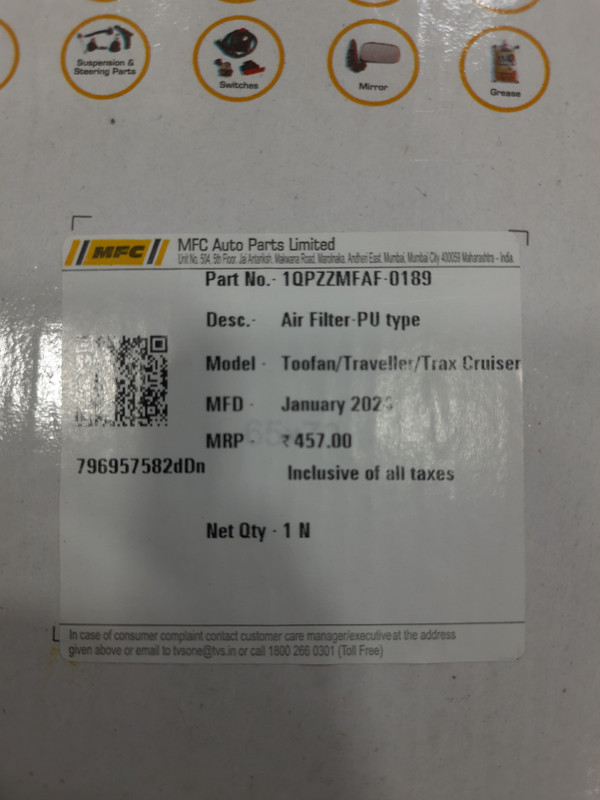 Suspension &
Steering Parts
Switches
Mirror
Grease
MFC
MFC Auto Parts Limited
Unit No. 504, 5th Floor, Jai Antariksh, Makwana Road, Marolnaka, Andheri East, Mumbai, Mumbai City 400059 Maharashtra - India.
Part No.- 1QPZZMFAF-0189
Desc.- Air Filter-PU type
Model - Toofan/Traveller/Trax Cruiser
MFD - January
MRP - ₹ 457.00
796957582dDn
Inclusive of all taxes
Net Qty - 1 N
In case of consumer complaint contact customer care manager/executive at the address
given above or email to tvsone@tvs.in or call 1800 266 0301 (Toll Free)